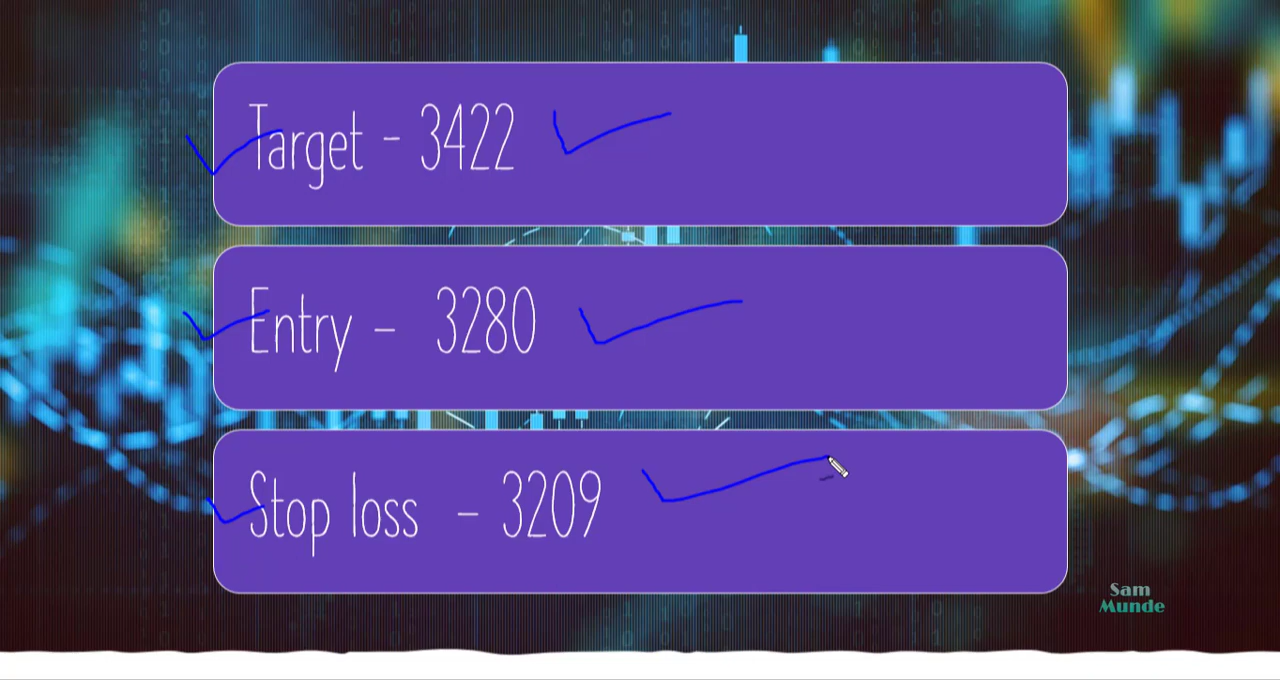 Target - 3422
Entry - 3280
Stop loss - 3209
Sam
Munde